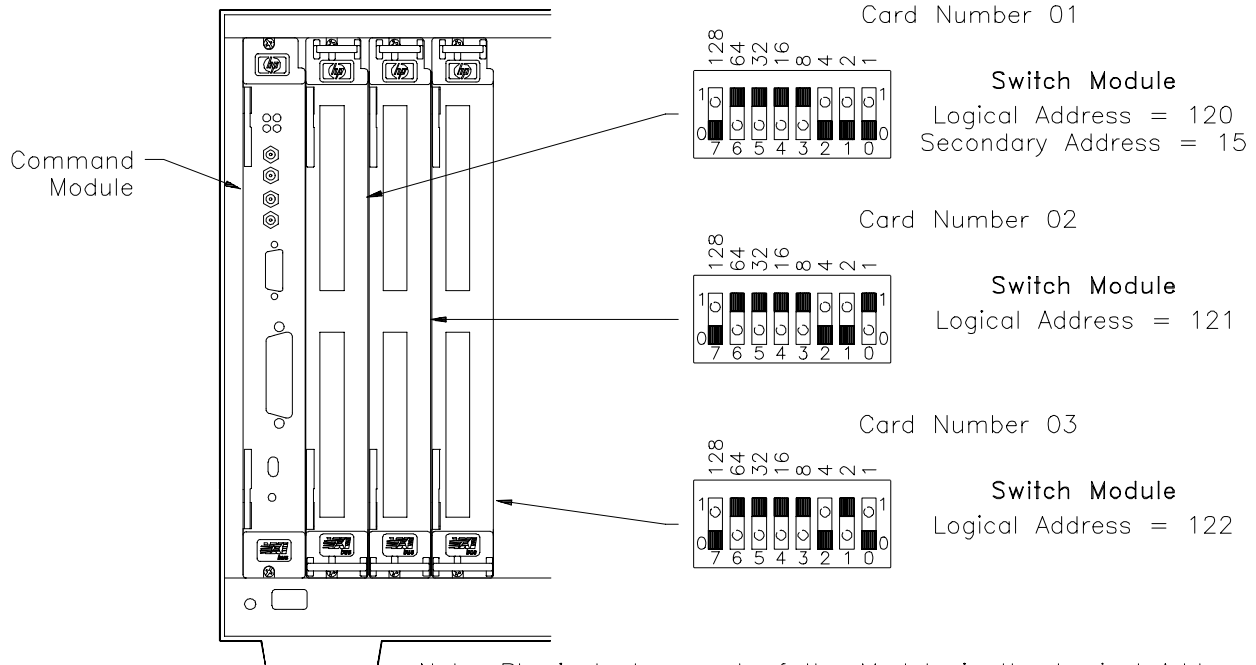 Card Number 01
128 64 32 16 8 4 2 1
1 1
0 0
7 6 5 4 3 2 1 0
Switch Module
Logical Address = 120
Secondary Address = 15
Command
Module
Card Number 02
128 64 32 16 8 4 2 1
1 1
0 0
7 6 5 4 3 2 1 0
Switch Module
Logical Address = 121
Card Number 03
128 64 32 16 8 4 2 1
1 1
0 0
7 6 5 4 3 2 1 0
Switch Module
Logical Address = 122
hp hp hp hp